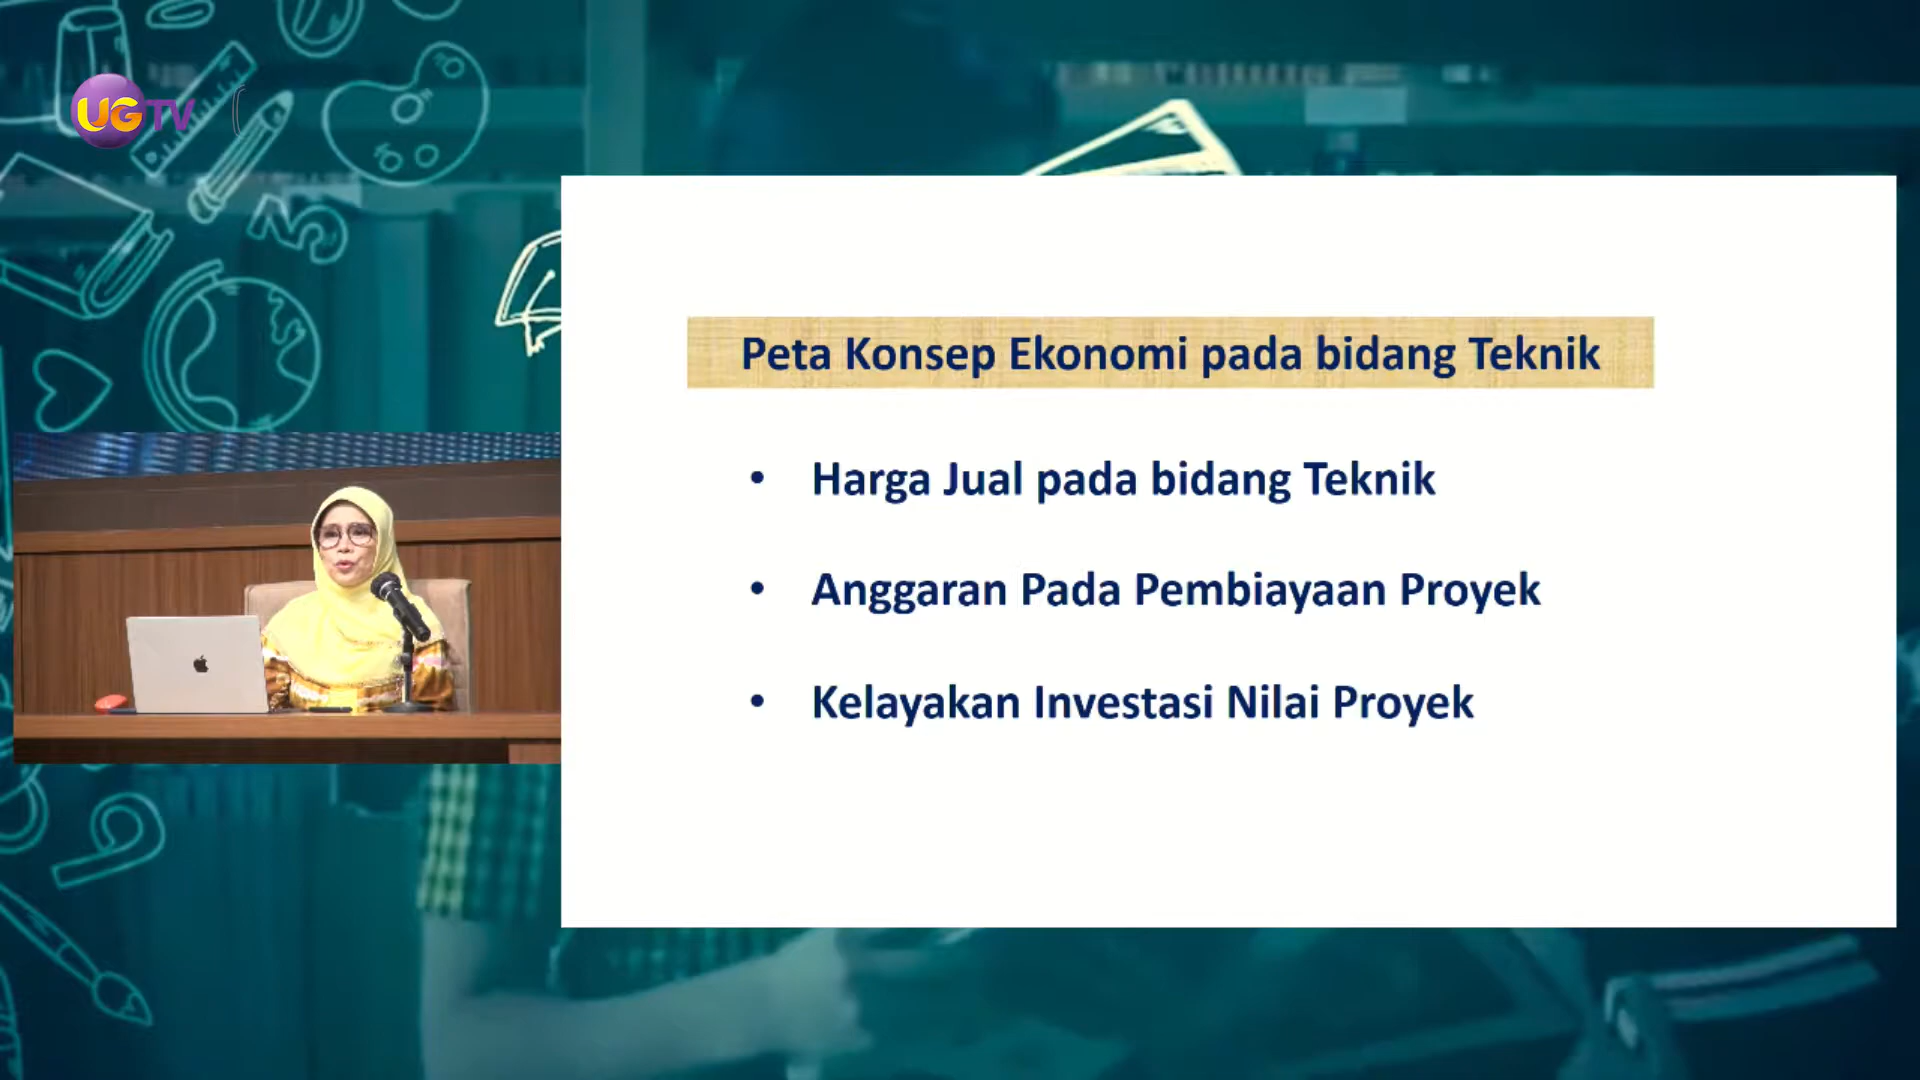 UGTV
Peta Konsep Ekonomi pada bidang Teknik
• Harga Jual pada bidang Teknik
• Anggaran Pada Pembiayaan Proyek
• Kelayakan Investasi Nilai Proyek